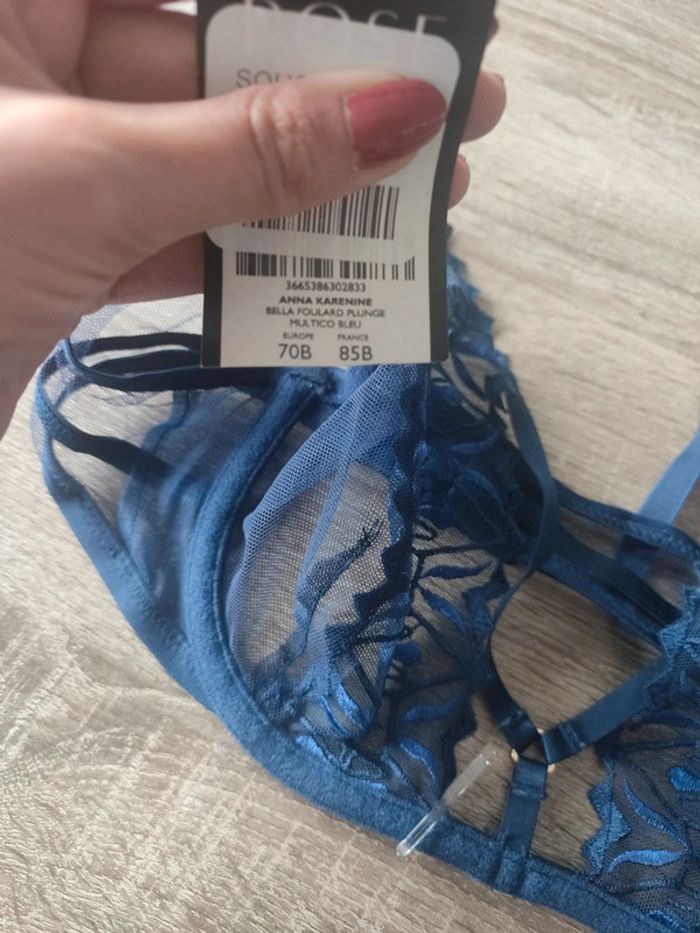 3665386302833
ANNA KARENINE
BELLA FOULARD PLUNGE
MULTICO BLEU
EUROPE FRANCE
70B 85B